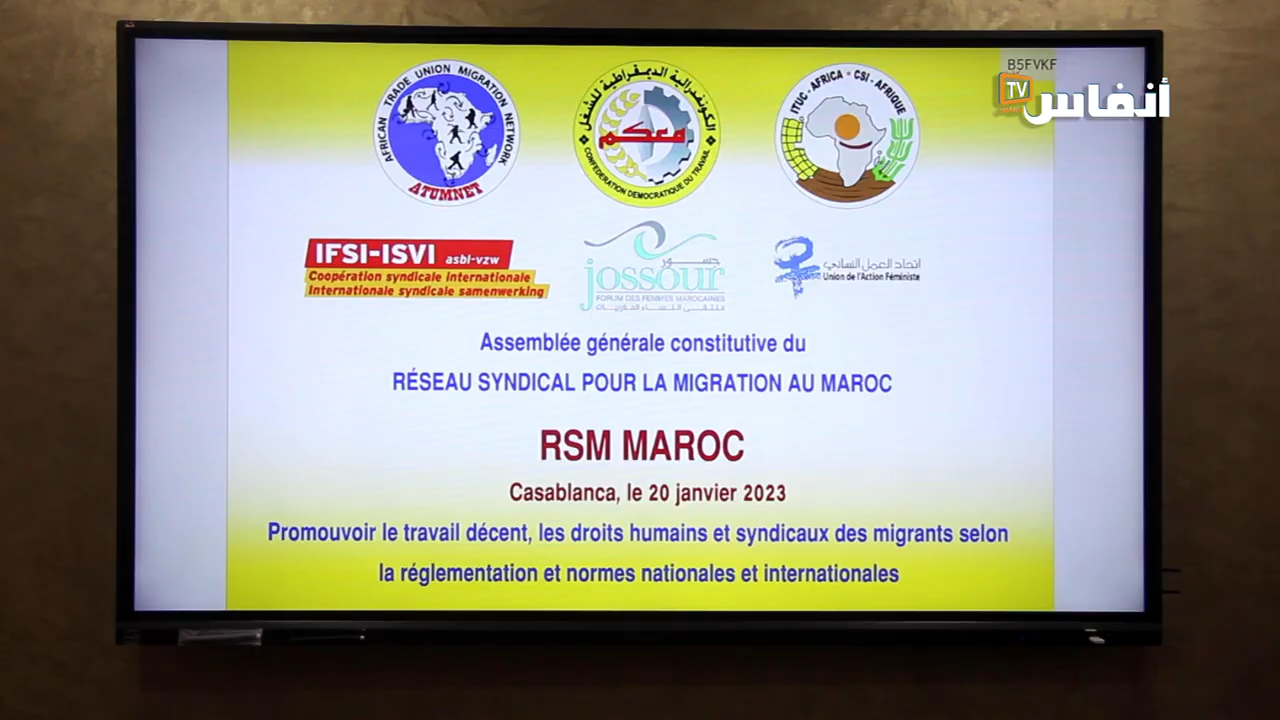 B5FVKF
أنفاس TV
AFRICAN TRADE UNION MIGRATION NETWORK
ATUMNET
الكونفدرالية الديمقراطية للشغل
معكم
CONFEDERATION DEMOCRATIQUE DU TRAVAIL
ITUC-AFRICA • CSI-AFRIQUE
IFSI-ISVI asbl-vzw
Coopération syndicale internationale
Internationale syndicale samenwerking
جسور
jossour
FORUM DES FEMMES MAROCAINES
ملتقى النساء المغربيات
اتحاد العمل النسائي
Union de l'Action Féministe
Assemblée générale constitutive du
RÉSEAU SYNDICAL POUR LA MIGRATION AU MAROC
RSM MAROC
Casablanca, le 20 janvier 2023
Promouvoir le travail décent, les droits humains et syndicaux des migrants selon
la réglementation et normes nationales et internationales